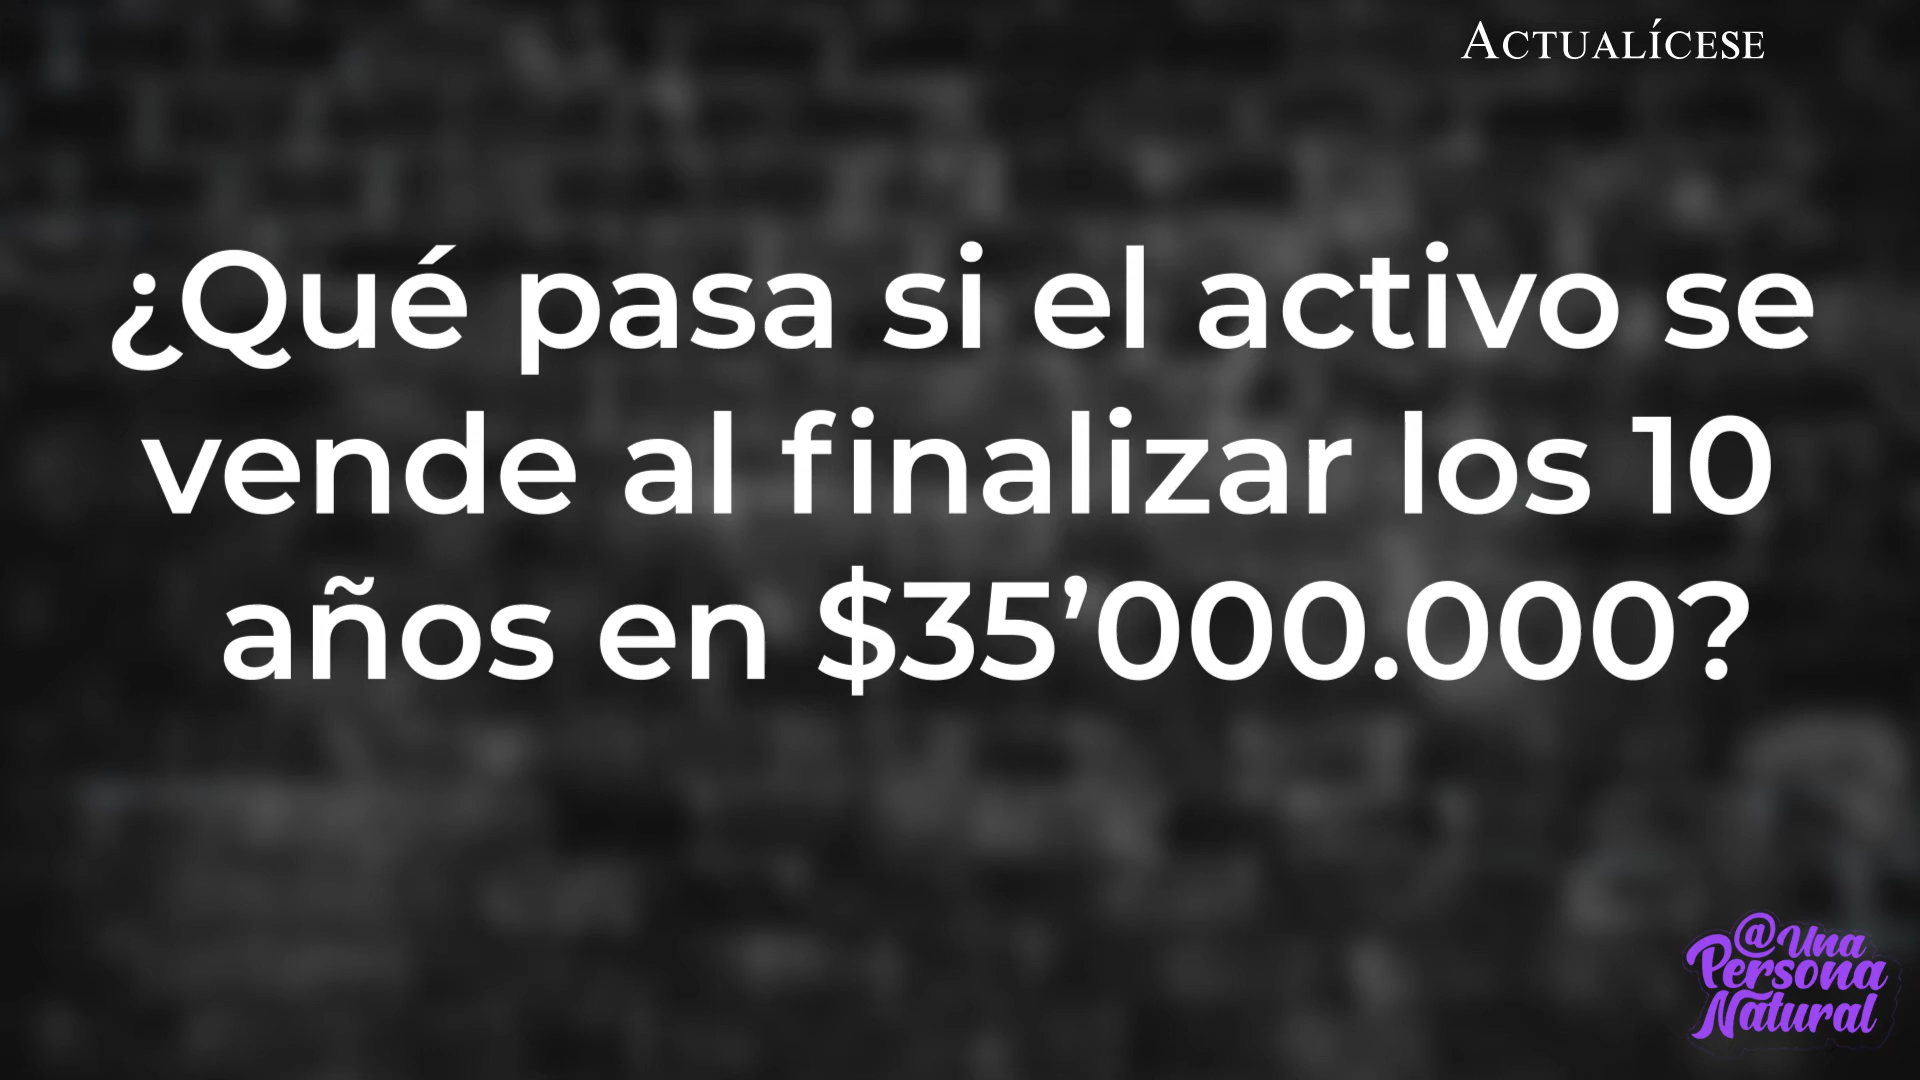 ACTUALÍCESE
¿Qué pasa si el activo se
vende al finalizar los 10
años en $35’000.000?
@Una
Persona
Natural